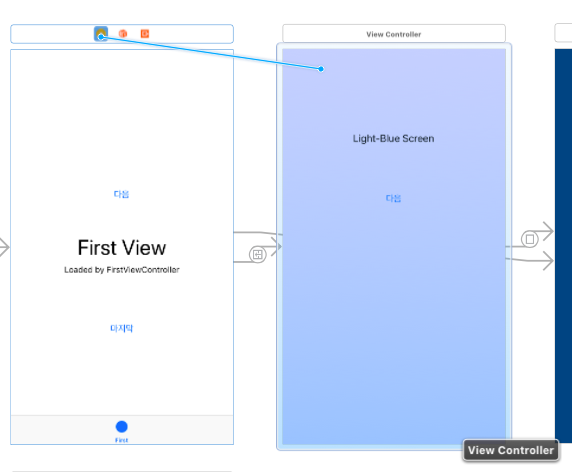 View Controller
Light-Blue Screen
다음
다음
First View
Loaded by FirstViewController
마지막
First
View Controller